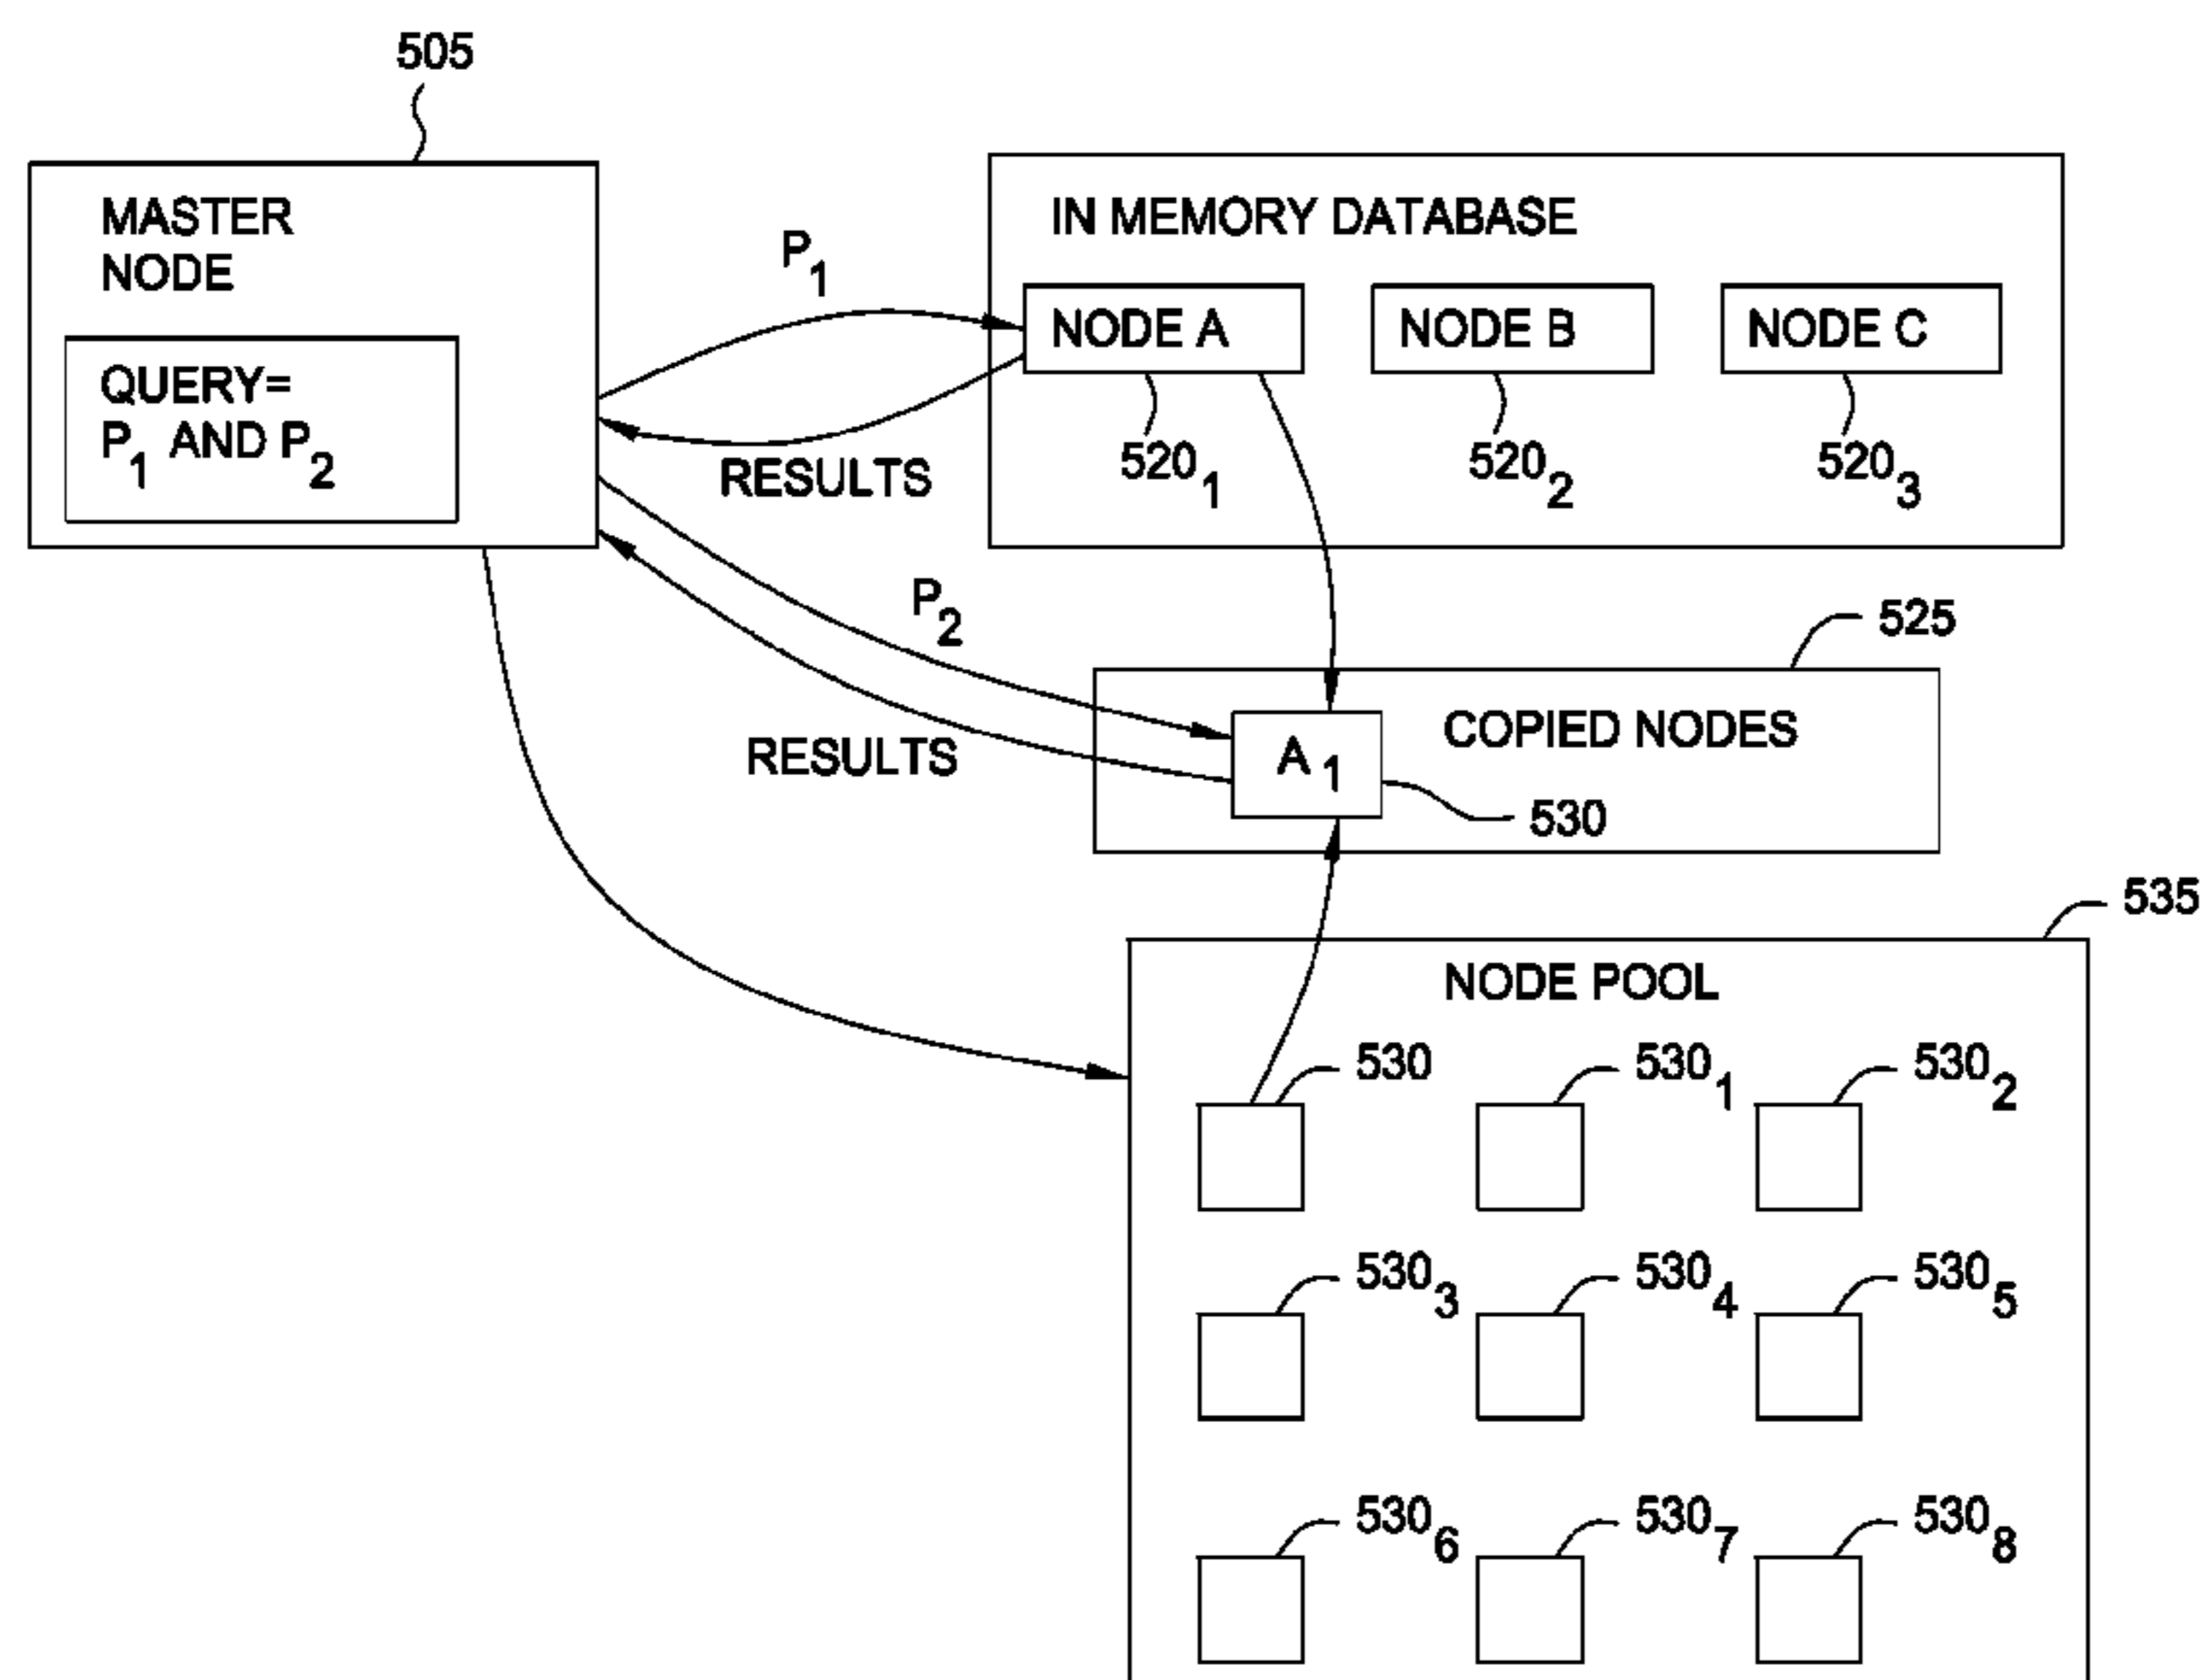 505
MASTER
NODE
QUERY=
P1 AND P2
P1
RESULTS
IN MEMORY DATABASE
NODE A
NODE B
NODE C
5201
5202
5203
P2
RESULTS
525
COPIED NODES
A1
530
535
NODE POOL
530
5301
5302
5303
5304
5305
5306
5307
5308